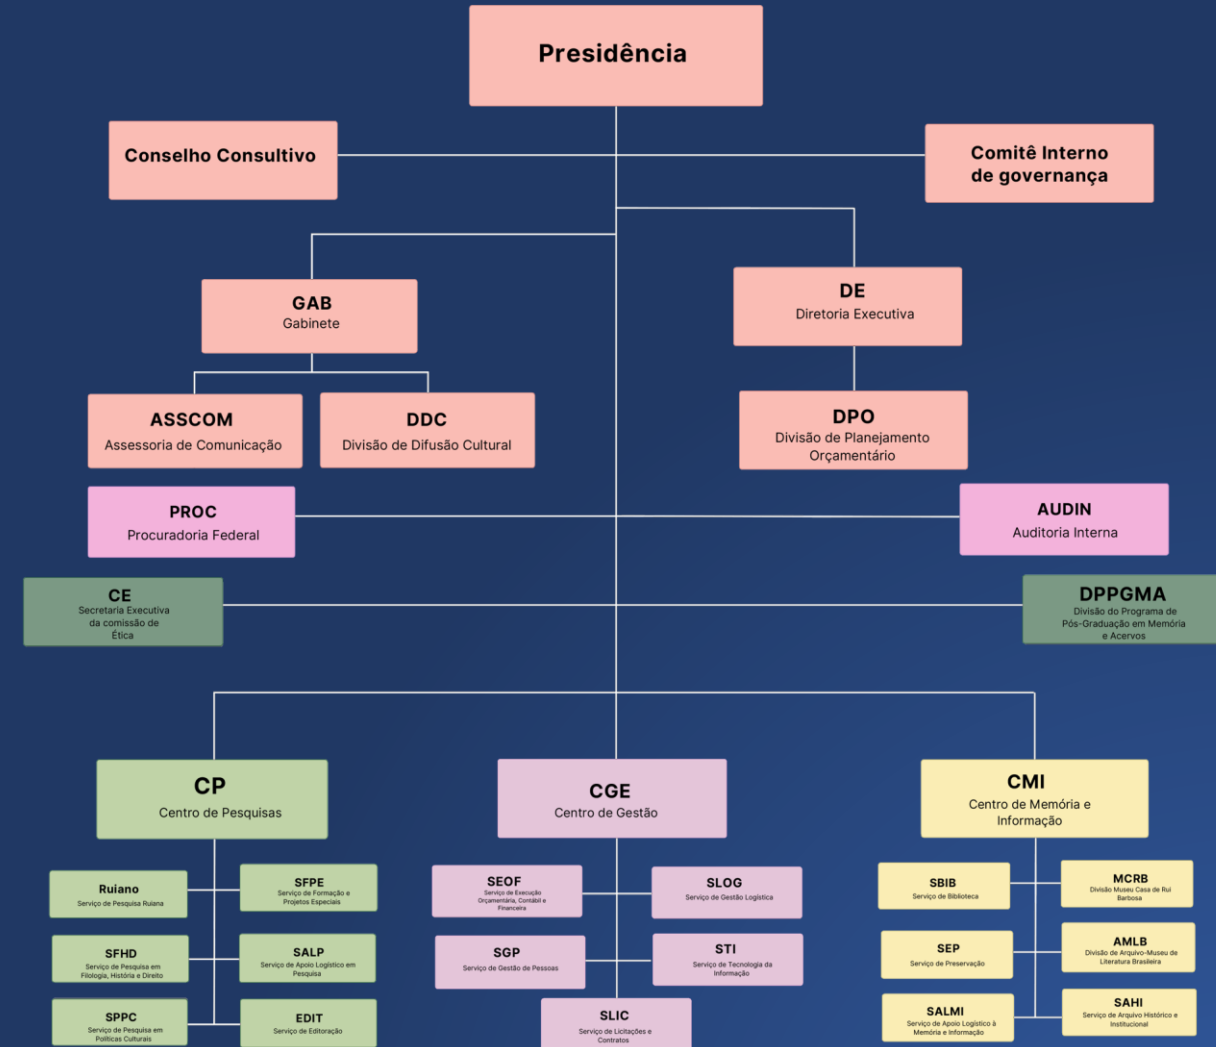 Presidência
Conselho Consultivo
Comitê Interno
de governança
GAB
Gabinete
DE
Diretoria Executiva
ASSCOM
Assessoria de Comunicação
DDC
Divisão de Difusão Cultural
DPO
Divisão de Planejamento
Orçamentário
PROC
Procuradoria Federal
AUDIN
Auditoria Interna
CE
Secretaria Executiva
da comissão de
Ética
DPPGMA
Divisão do Programa de
Pós-Graduação em Memória
e Acervos
CP
Centro de Pesquisas
CGE
Centro de Gestão
CMI
Centro de Memória e
Informação
Ruiano
Serviço de Pesquisa Ruiana
SFPE
Serviço de Formação e
Projetos Especiais
SFHD
Serviço de Pesquisa em
Filologia, História e Direito
SALP
Serviço de Apoio Logístico em
Pesquisa
SPPC
Serviço de Pesquisa em
Políticas Culturais
EDIT
Serviço de Editoração
SEOF
Serviço de Execução
Orçamentária, Contábil e
Financeira
SLOG
Serviço de Gestão Logística
SGP
Serviço de Gestão de Pessoas
STI
Serviço de Tecnologia da
Informação
SLIC
Serviço de Licitações e
Contratos
SBIB
Serviço de Biblioteca
MCRB
Divisão Museu Casa de Rui
Barbosa
SEP
Serviço de Preservação
AMLB
Divisão de Arquivo-Museu de
Literatura Brasileira
SALMI
Serviço de Apoio Logístico à
Memória e Informação
SAHI
Serviço de Arquivo Histórico e
Institucional